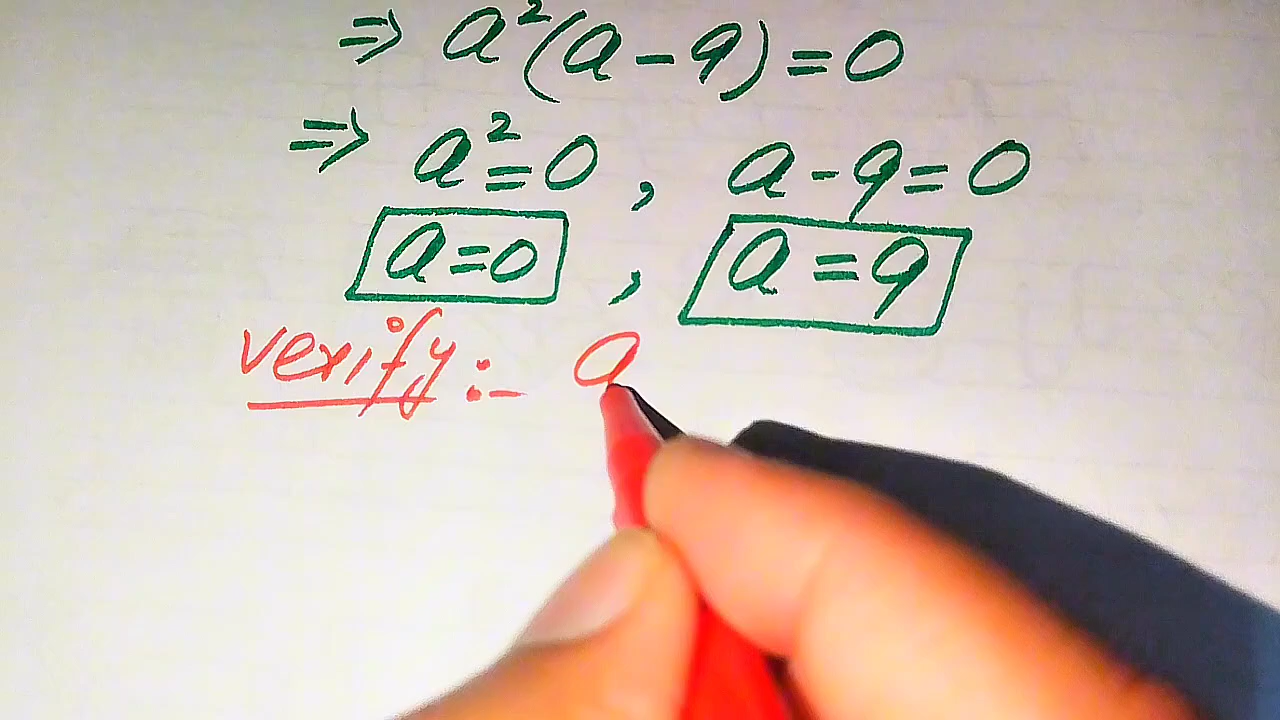 ⇒ a²(a-9)=0
⇒ a²=0 , a-9=0
a=0 , a=9
verify :- a